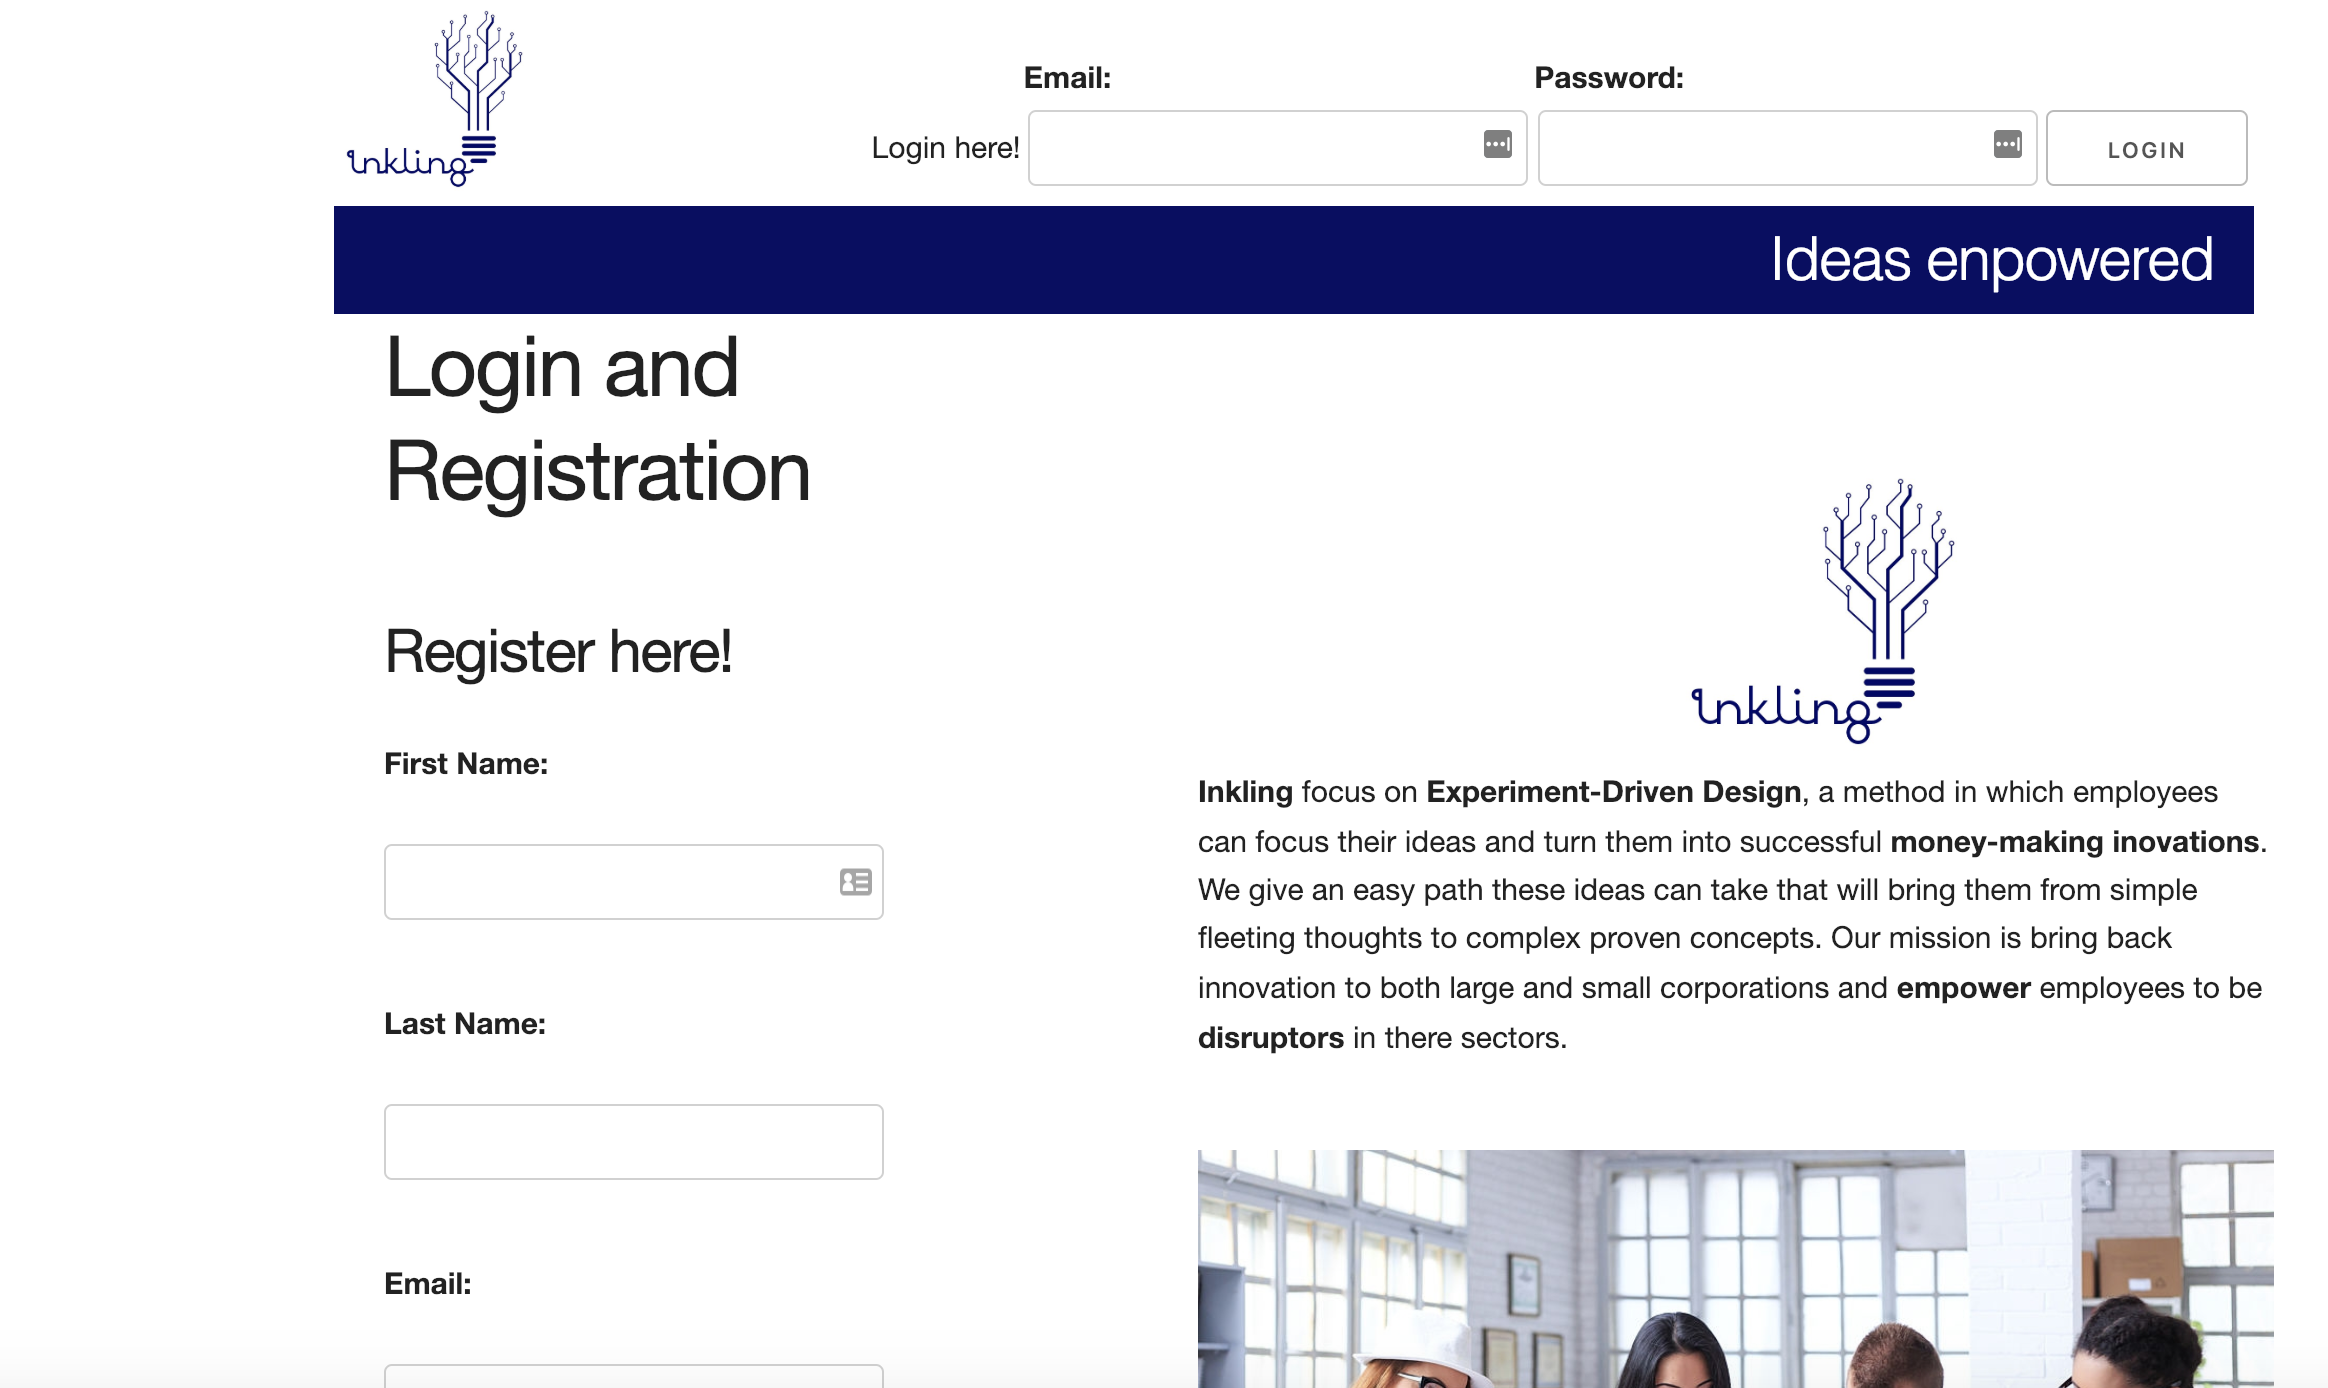 inkling
Email:
Password:
Login here!
LOGIN
Ideas enpowered
Login and
Registration
Register here!
First Name:
Last Name:
Email:
inkling
Inkling focus on Experiment-Driven Design, a method in which employees
can focus their ideas and turn them into successful money-making inovations.
We give an easy path these ideas can take that will bring them from simple
fleeting thoughts to complex proven concepts. Our mission is bring back
innovation to both large and small corporations and empower employees to be
disruptors in there sectors.